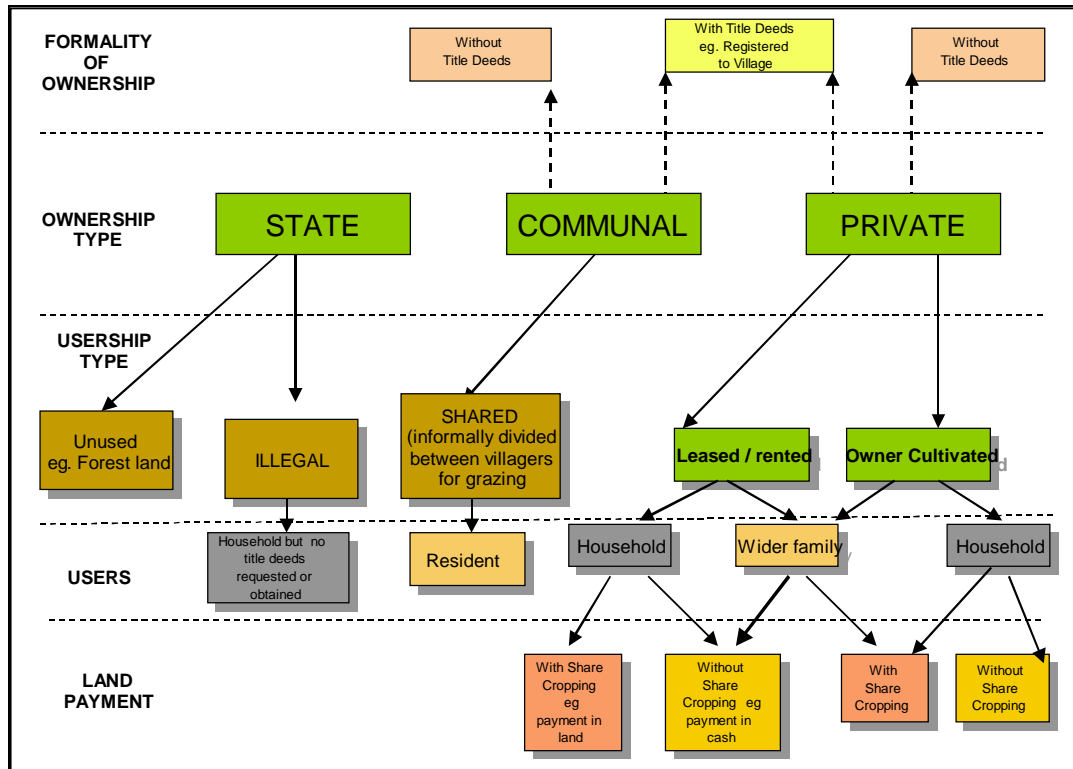 FORMALITY
OF
OWNERSHIP
Without
Title Deeds
With Title Deeds
eg. Registered
to Village
Without
Title Deeds
OWNERSHIP
TYPE
STATE
COMMUNAL
PRIVATE
USERSHIP
TYPE
Unused
eg. Forest land
ILLEGAL
SHARED
(informally divided
between villagers
for grazing
Leased / rented
Owner Cultivated
USERS
Household but no
title deeds
requested or
obtained
Resident
Household
Wider family
Household
LAND
PAYMENT
With Share
Cropping
eg
payment in
land
Without
Share
Cropping eg
payment in
cash
With
Share
Cropping
Without
Share
Cropping